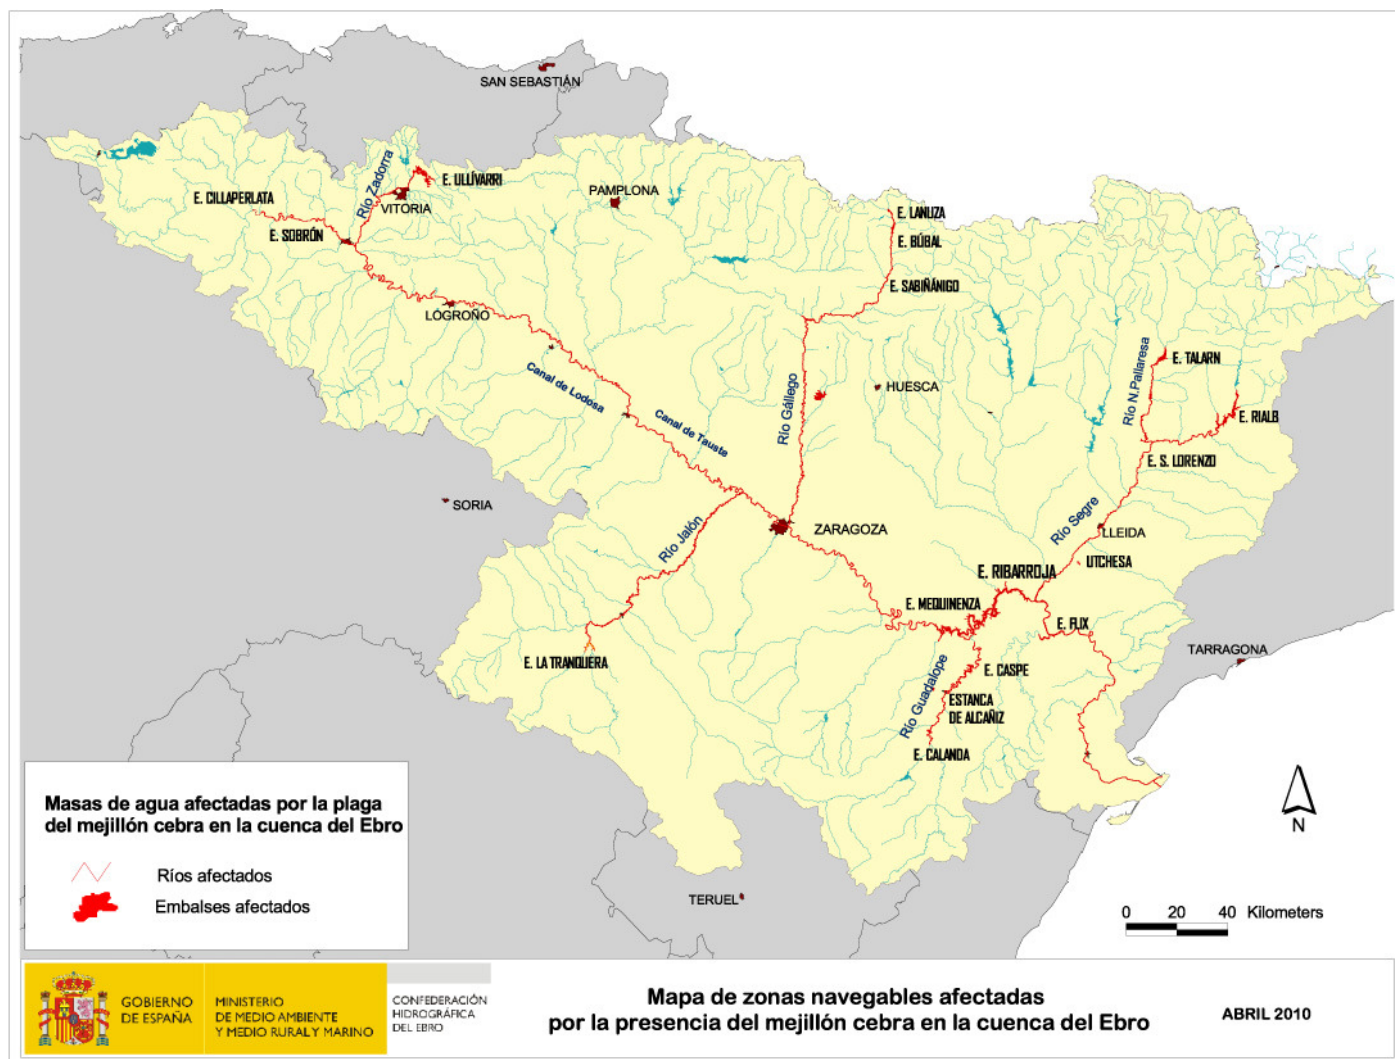 SAN SEBASTIÁN
Río Zadorra
E. ULLÍVARRI
VITORIA
PAMPLONA
E. CILLAPERLATA
E. SOBRÓN
LOGROÑO
E. LANUZA
E. BÚBAL
E. SABIÑÁNIGO
Canal de Lodosa
Canal de Tauste
Río Gállego
HUESCA
Río N.Pallaresa
E. TALARN
E. RIALB
E. S. LORENZO
SORIA
Río Jalón
ZARAGOZA
Río Segre
LLEIDA
UTCHESA
E. RIBARROJA
E. MEQUINENZA
E. FLIX
E. LA TRANQUERA
TARRAGONA
Río Guadalope
E. CASPE
ESTANCA
DE ALCAÑIZ
E. CALANDA
TERUEL
Masas de agua afectadas por la plaga
del mejillón cebra en la cuenca del Ebro
Ríos afectados
Embalses afectados
N
0 20 40 Kilometers
GOBIERNO
DE ESPAÑA
MINISTERIO
DE MEDIO AMBIENTE
Y MEDIO RURAL Y MARINO
CONFEDERACIÓN
HIDROGRÁFICA
DEL EBRO
Mapa de zonas navegables afectadas
por la presencia del mejillón cebra en la cuenca del Ebro
ABRIL 2010